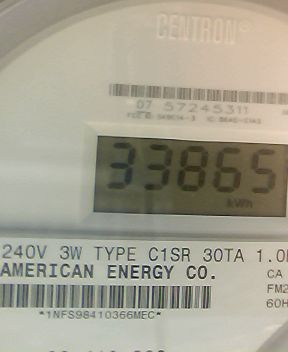 CENTRON®
07 57245311
33865
kWh
240V 3W TYPE C1SR 30TA 1.0
AMERICAN ENERGY CO.
CA
FM2
60H
*1NFS98410366MEC*